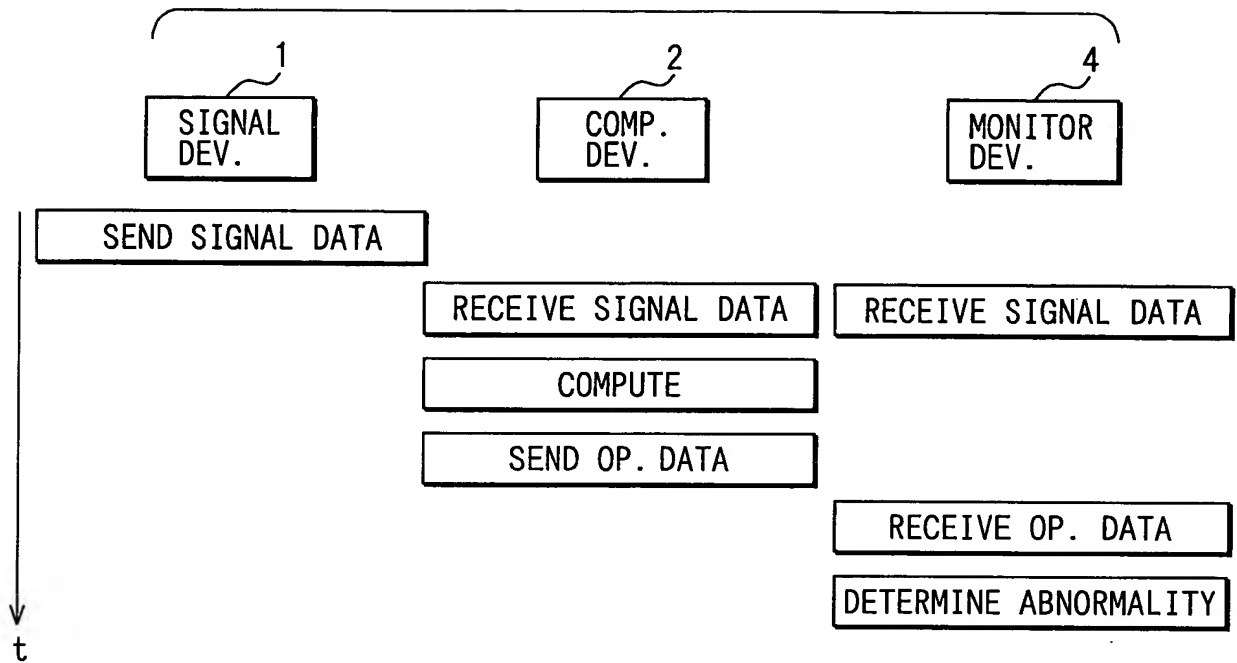 1
2
4
SIGNAL
DEV.
COMP.
DEV.
MONITOR
DEV.
SEND SIGNAL DATA
RECEIVE SIGNAL DATA
RECEIVE SIGNAL DATA
COMPUTE
SEND OP. DATA
RECEIVE OP. DATA
DETERMINE ABNORMALITY
t